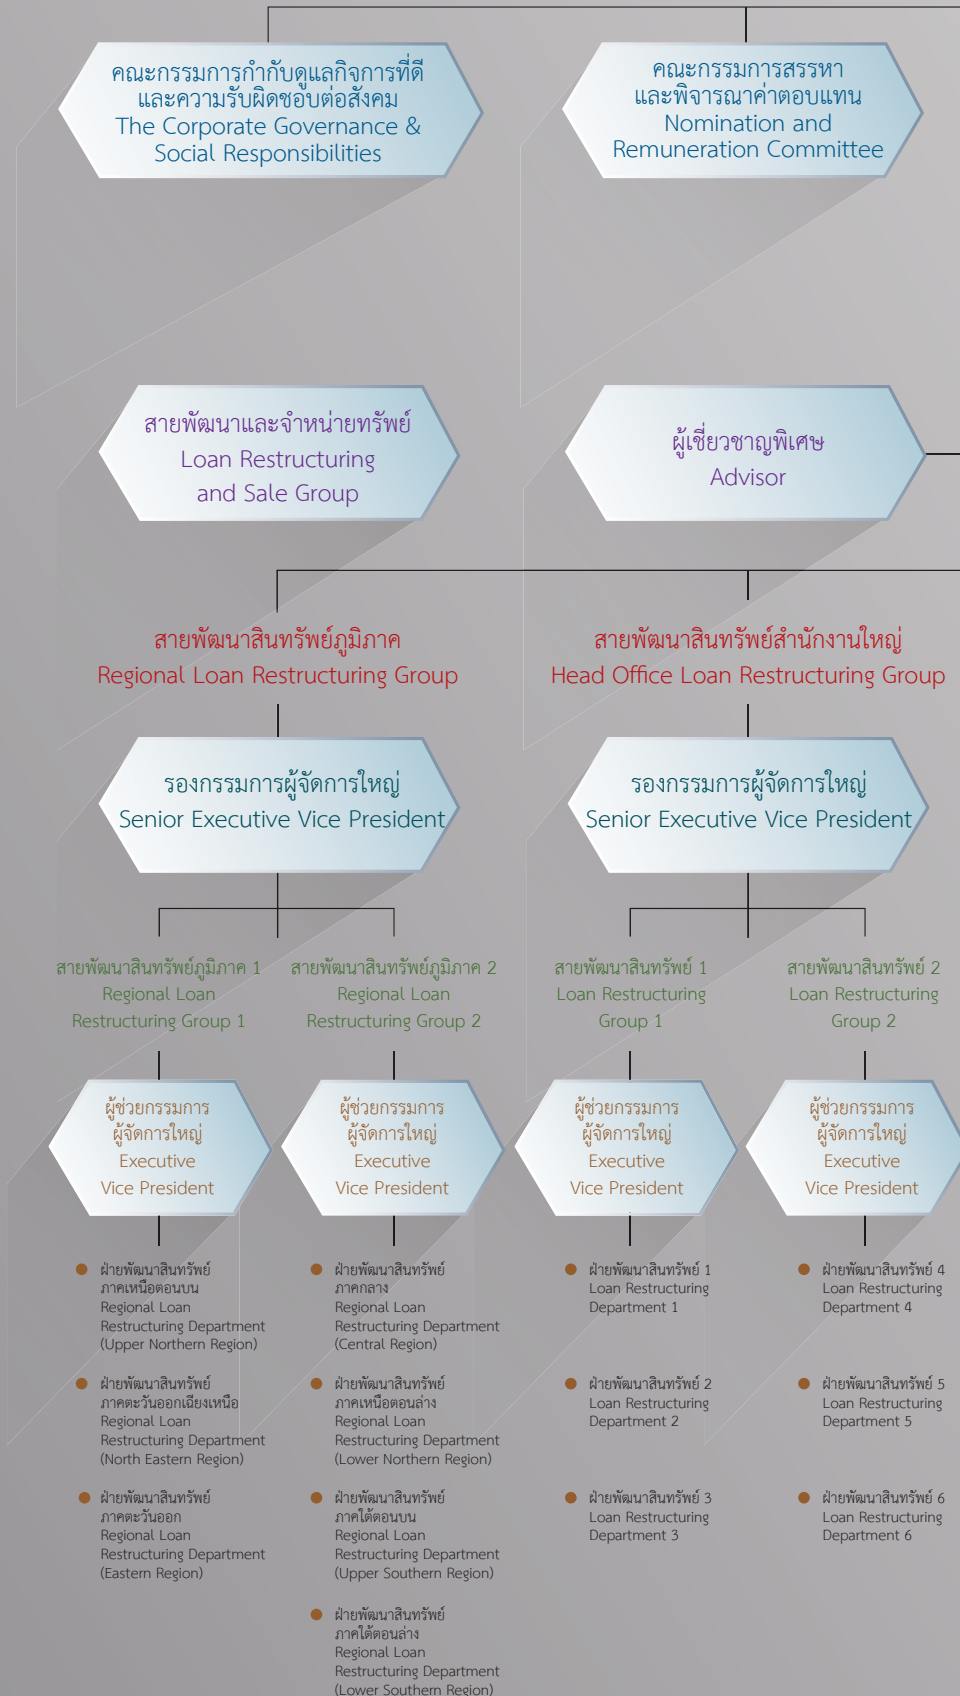 คณะกรรมการกำกับดูแลกิจการที่ดี
และความรับผิดชอบต่อสังคม
The Corporate Governance &
Social Responsibilities
คณะกรรมการสรรหา
และพิจารณาค่าตอบแทน
Nomination and
Remuneration Committee
สายพัฒนาและจำหน่ายทรัพย์
Loan Restructuring
and Sale Group
ผู้เชี่ยวชาญพิเศษ
Advisor
สายพัฒนาสินทรัพย์ภูมิภาค
Regional Loan Restructuring Group
สายพัฒนาสินทรัพย์สำนักงานใหญ่
Head Office Loan Restructuring Group
รองกรรมการผู้จัดการใหญ่
Senior Executive Vice President
รองกรรมการผู้จัดการใหญ่
Senior Executive Vice President
สายพัฒนาสินทรัพย์ภูมิภาค 1
Regional Loan
Restructuring Group 1
สายพัฒนาสินทรัพย์ภูมิภาค 2
Regional Loan
Restructuring Group 2
สายพัฒนาสินทรัพย์ 1
Loan Restructuring
Group 1
สายพัฒนาสินทรัพย์ 2
Loan Restructuring
Group 2
ผู้ช่วยกรรมการ
ผู้จัดการใหญ่
Executive
Vice President
ผู้ช่วยกรรมการ
ผู้จัดการใหญ่
Executive
Vice President
ผู้ช่วยกรรมการ
ผู้จัดการใหญ่
Executive
Vice President
ผู้ช่วยกรรมการ
ผู้จัดการใหญ่
Executive
Vice President
ฝ่ายพัฒนาสินทรัพย์
ภาคเหนือตอนบน
Regional Loan
Restructuring Department
(Upper Northern Region)
ฝ่ายพัฒนาสินทรัพย์
ภาคตะวันออกเฉียงเหนือ
Regional Loan
Restructuring Department
(North Eastern Region)
ฝ่ายพัฒนาสินทรัพย์
ภาคตะวันออก
Regional Loan
Restructuring Department
(Eastern Region)
ฝ่ายพัฒนาสินทรัพย์
ภาคกลาง
Regional Loan
Restructuring Department
(Central Region)
ฝ่ายพัฒนาสินทรัพย์
ภาคเหนือตอนล่าง
Regional Loan
Restructuring Department
(Lower Northern Region)
ฝ่ายพัฒนาสินทรัพย์
ภาคใต้ตอนบน
Regional Loan
Restructuring Department
(Upper Southern Region)
ฝ่ายพัฒนาสินทรัพย์
ภาคใต้ตอนล่าง
Regional Loan
Restructuring Department
(Lower Southern Region)
ฝ่ายพัฒนาสินทรัพย์ 1
Loan Restructuring
Department 1
ฝ่ายพัฒนาสินทรัพย์ 2
Loan Restructuring
Department 2
ฝ่ายพัฒนาสินทรัพย์ 3
Loan Restructuring
Department 3
ฝ่ายพัฒนาสินทรัพย์ 4
Loan Restructuring
Department 4
ฝ่ายพัฒนาสินทรัพย์ 5
Loan Restructuring
Department 5
ฝ่ายพัฒนาสินทรัพย์ 6
Loan Restructuring
Department 6